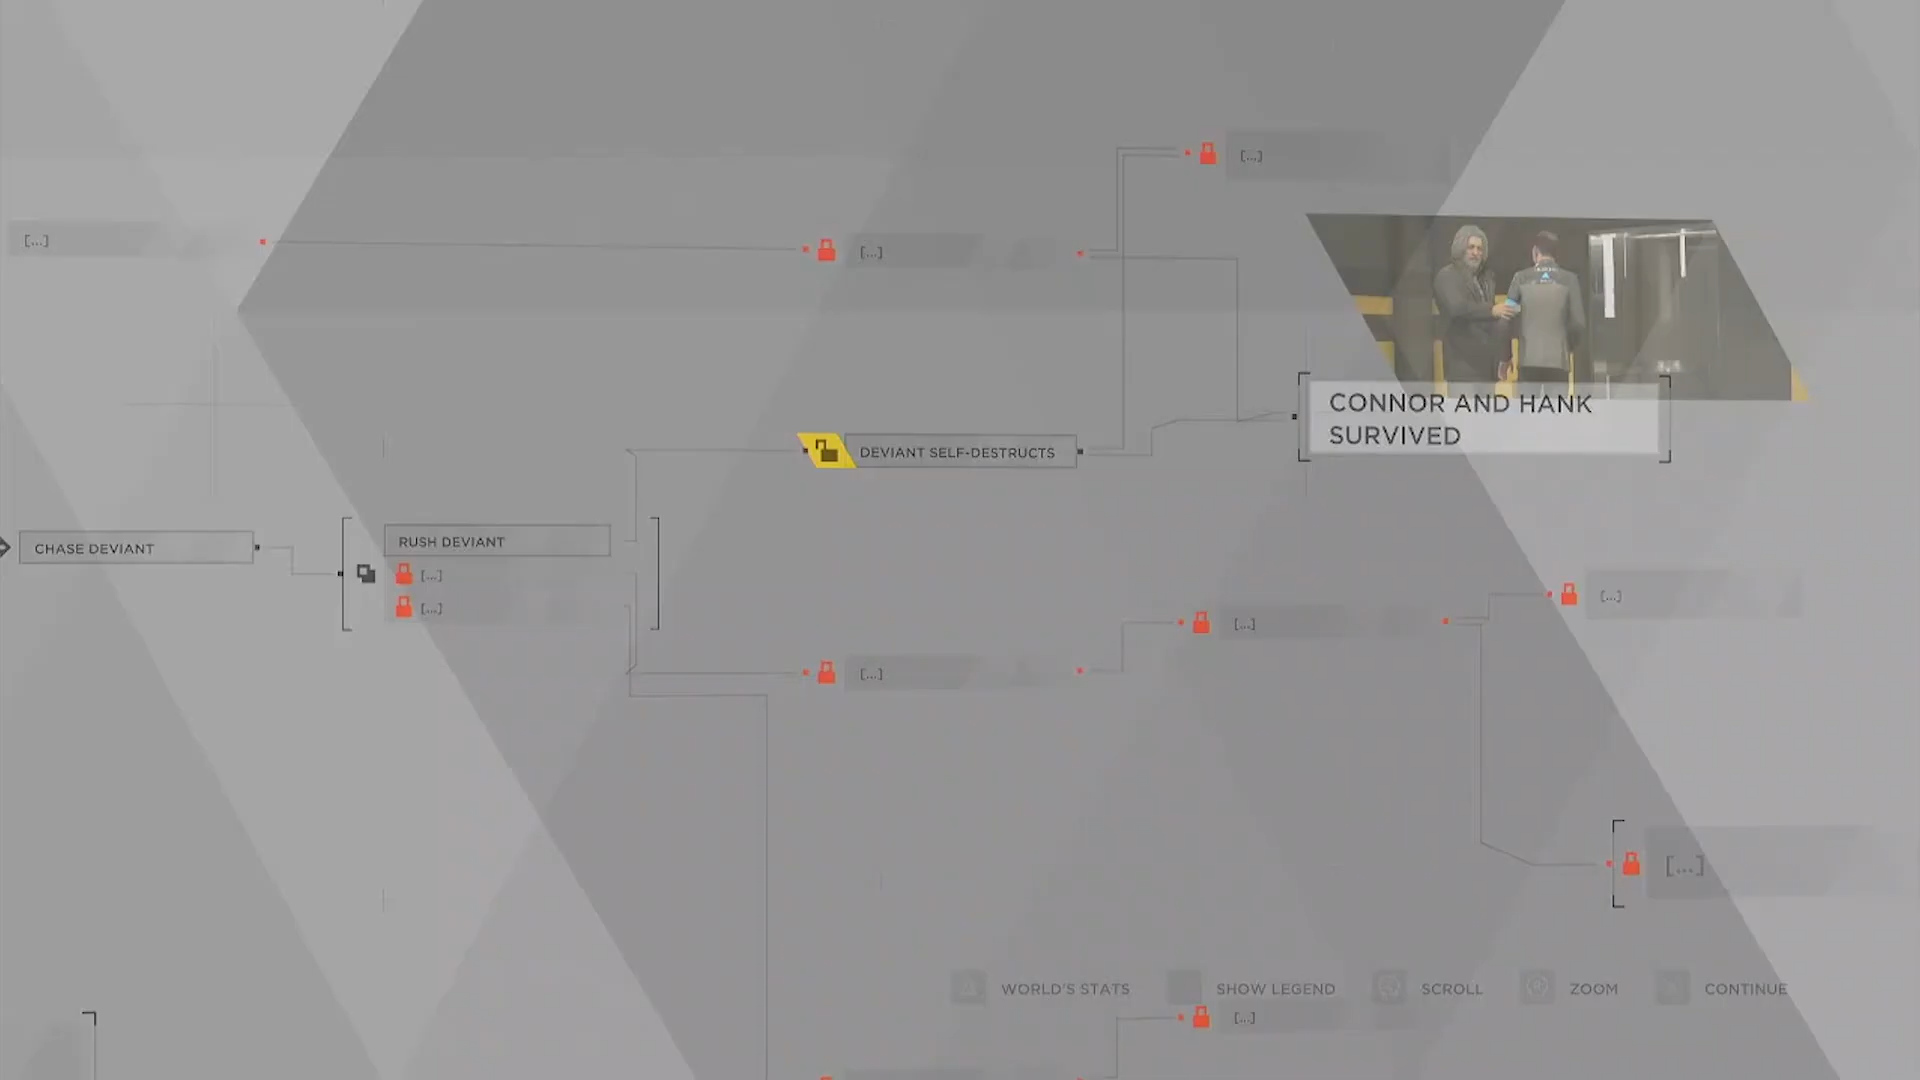 [...]
[...]
[...]
CONNOR AND HANK
SURVIVED
DEVIANT SELF-DESTRUCTS
CHASE DEVIANT
RUSH DEVIANT
[...]
[...]
[...]
[...]
[...]
[...]
WORLD'S STATS
SHOW LEGEND
SCROLL
ZOOM
CONTINUE
[...]